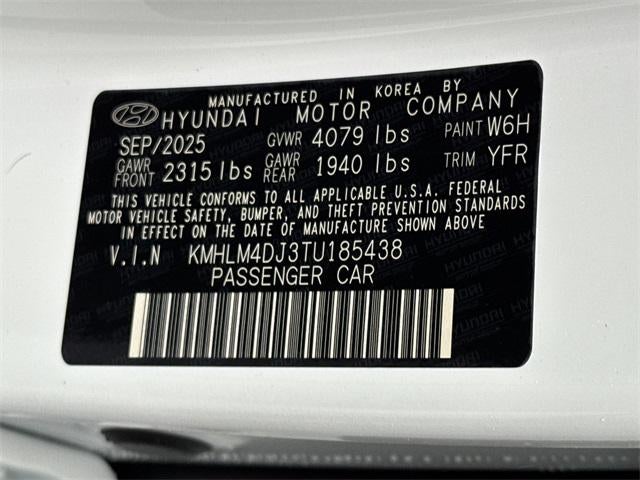 MANUFACTURED IN KOREA BY
HYUNDAI MOTOR COMPANY
SEP/2025 GVWR 4079 lbs PAINT W6H
GAWR FRONT 2315 lbs GAWR REAR 1940 lbs TRIM YFR
THIS VEHICLE CONFORMS TO ALL APPLICABLE U.S.A. FEDERAL
MOTOR VEHICLE SAFETY, BUMPER, AND THEFT PREVENTION STANDARDS
IN EFFECT ON THE DATE OF MANUFACTURE SHOWN ABOVE
V.I.N KMHLM4DJ3TU185438
PASSENGER CAR